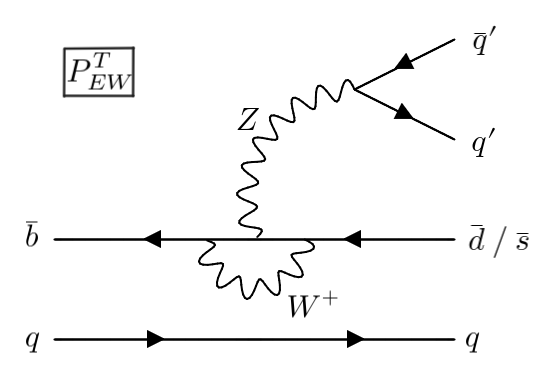 P^T_{EW}
q̄′
Z
q′
b̄
d̄ / s̄
W⁺
q
q